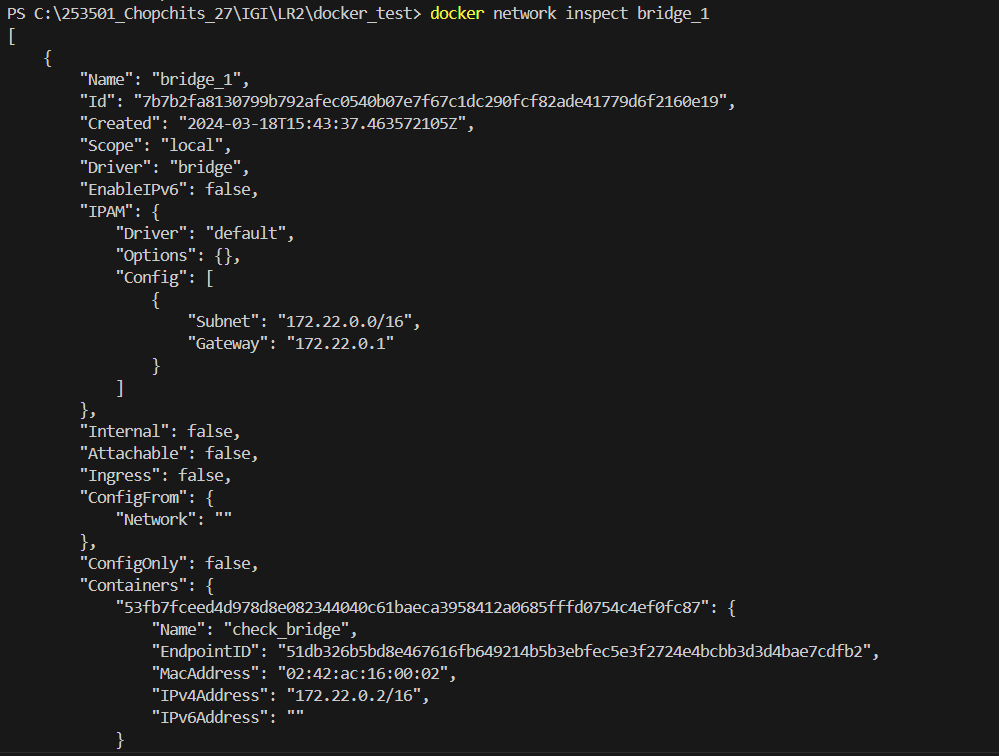 PS C:\253501_Chopchits_27\IGI\LR2\docker_test> docker network inspect bridge_1
[
    {
        "Name": "bridge_1",
        "Id": "7b7b2fa8130799b792afec0540b07e7f67c1dc290fcf82ade41779d6f2160e19",
        "Created": "2024-03-18T15:43:37.463572105Z",
        "Scope": "local",
        "Driver": "bridge",
        "EnableIPv6": false,
        "IPAM": {
            "Driver": "default",
            "Options": {},
            "Config": [
                {
                    "Subnet": "172.22.0.0/16",
                    "Gateway": "172.22.0.1"
                }
            ]
        },
        "Internal": false,
        "Attachable": false,
        "Ingress": false,
        "ConfigFrom": {
            "Network": ""
        },
        "ConfigOnly": false,
        "Containers": {
            "53fb7fceed4d978d8e082344040c61baeca3958412a0685fffd0754c4ef0fc87": {
                "Name": "check_bridge",
                "EndpointID": "51db326b5bd8e467616fb649214b5b3ebfec5e3f2724e4bcbb3d3d4bae7cdfb2",
                "MacAddress": "02:42:ac:16:00:02",
                "IPv4Address": "172.22.0.2/16",
                "IPv6Address": ""
            }